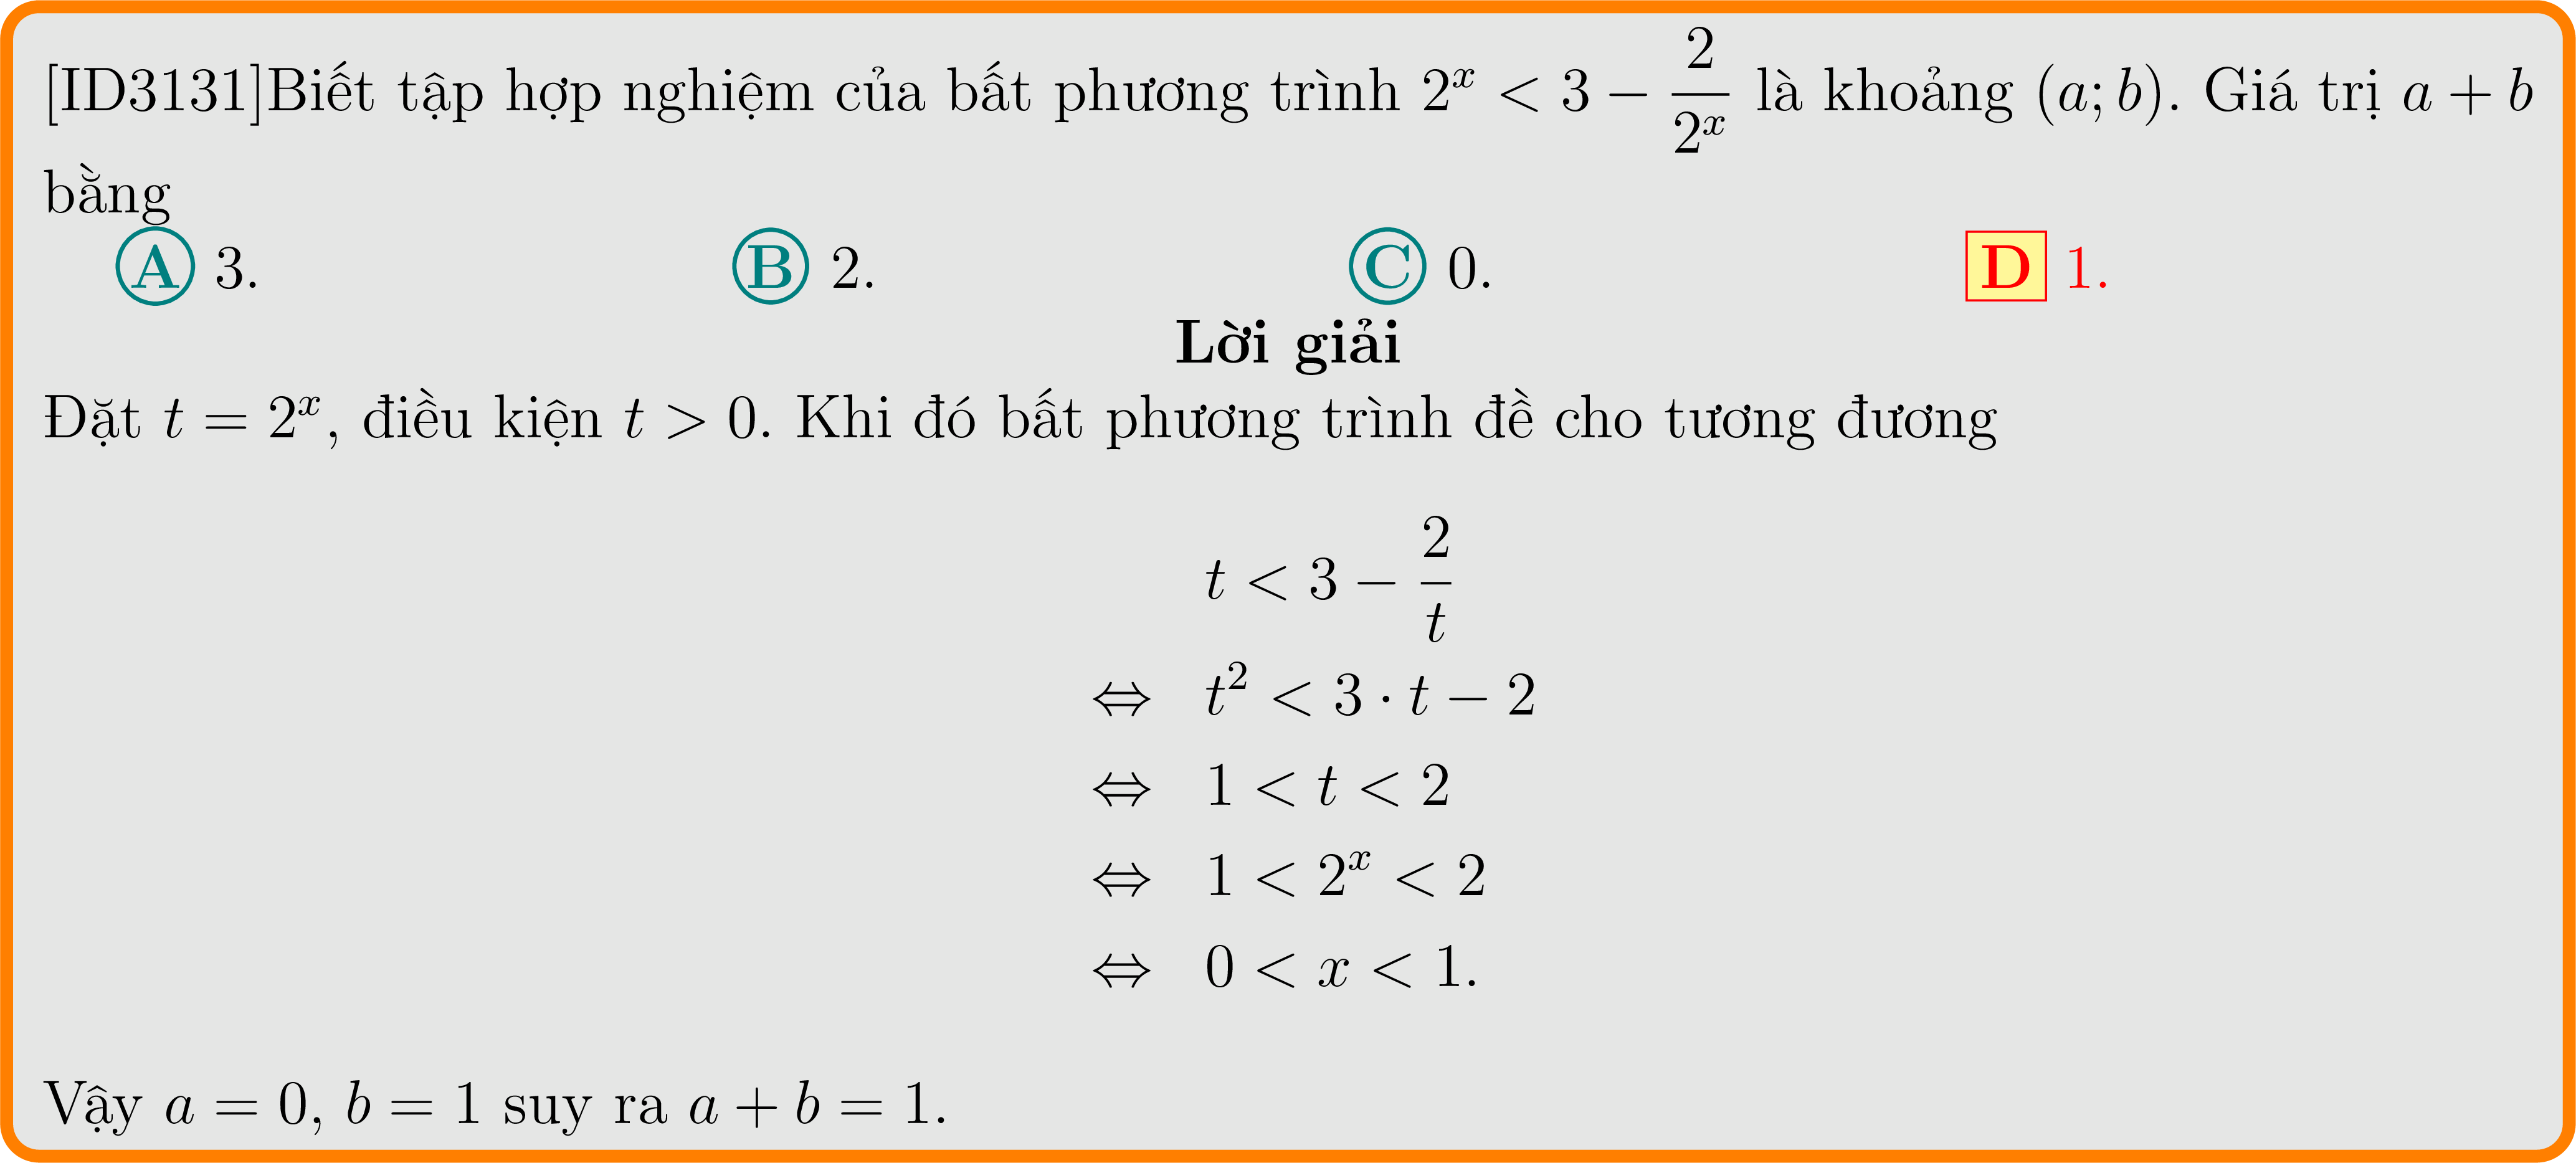 [ID3131]Biết tập hợp nghiệm của bất phương trình $2^x < 3 - \dfrac{2}{2^x}$ là khoảng $(a; b)$. Giá trị $a + b$
bằng
A 3. B 2. C 0. D 1.
Lời giải
Đặt $t = 2^x$, điều kiện $t > 0$. Khi đó bất phương trình đề cho tương đương
$t < 3 - \dfrac{2}{t}$
$\Leftrightarrow t^2 < 3 \cdot t - 2$
$\Leftrightarrow 1 < t < 2$
$\Leftrightarrow 1 < 2^x < 2$
$\Leftrightarrow 0 < x < 1.$
Vậy $a = 0$, $b = 1$ suy ra $a + b = 1$.